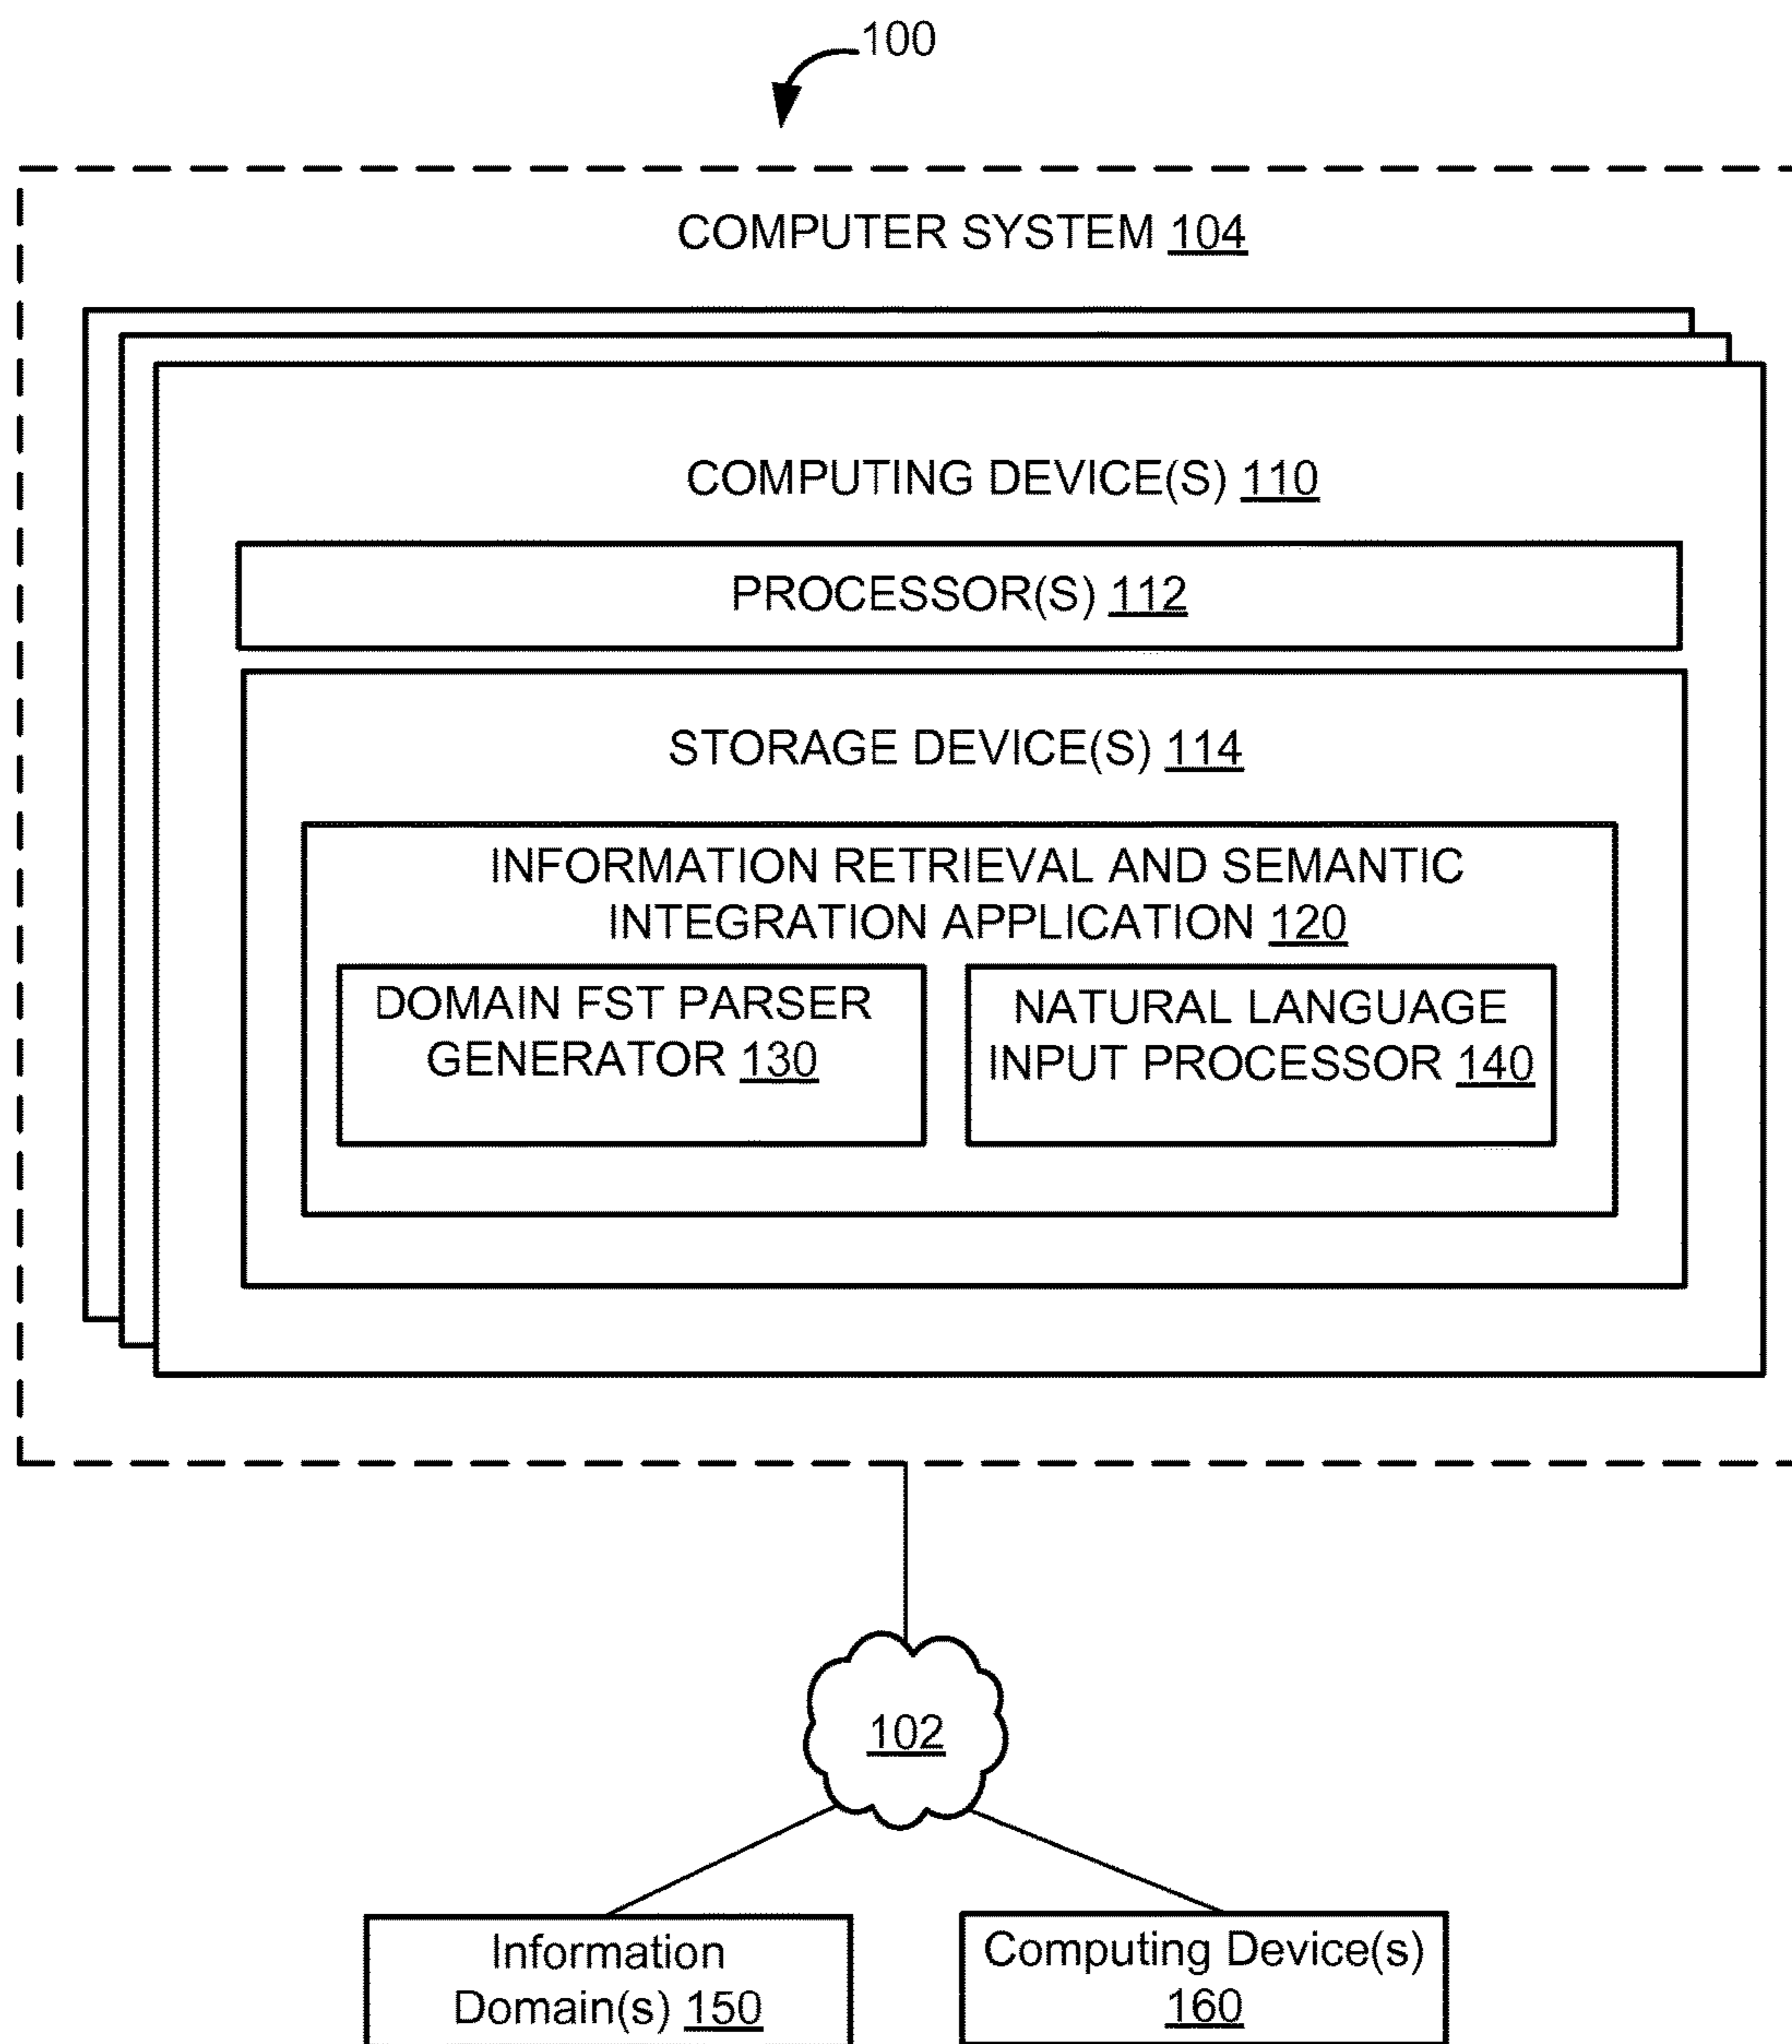 100
COMPUTER SYSTEM 104
COMPUTING DEVICE(S) 110
PROCESSOR(S) 112
STORAGE DEVICE(S) 114
INFORMATION RETRIEVAL AND SEMANTIC
INTEGRATION APPLICATION 120
DOMAIN FST PARSER
GENERATOR 130
NATURAL LANGUAGE
INPUT PROCESSOR 140
102
Information
Domain(s) 150
Computing Device(s)
160